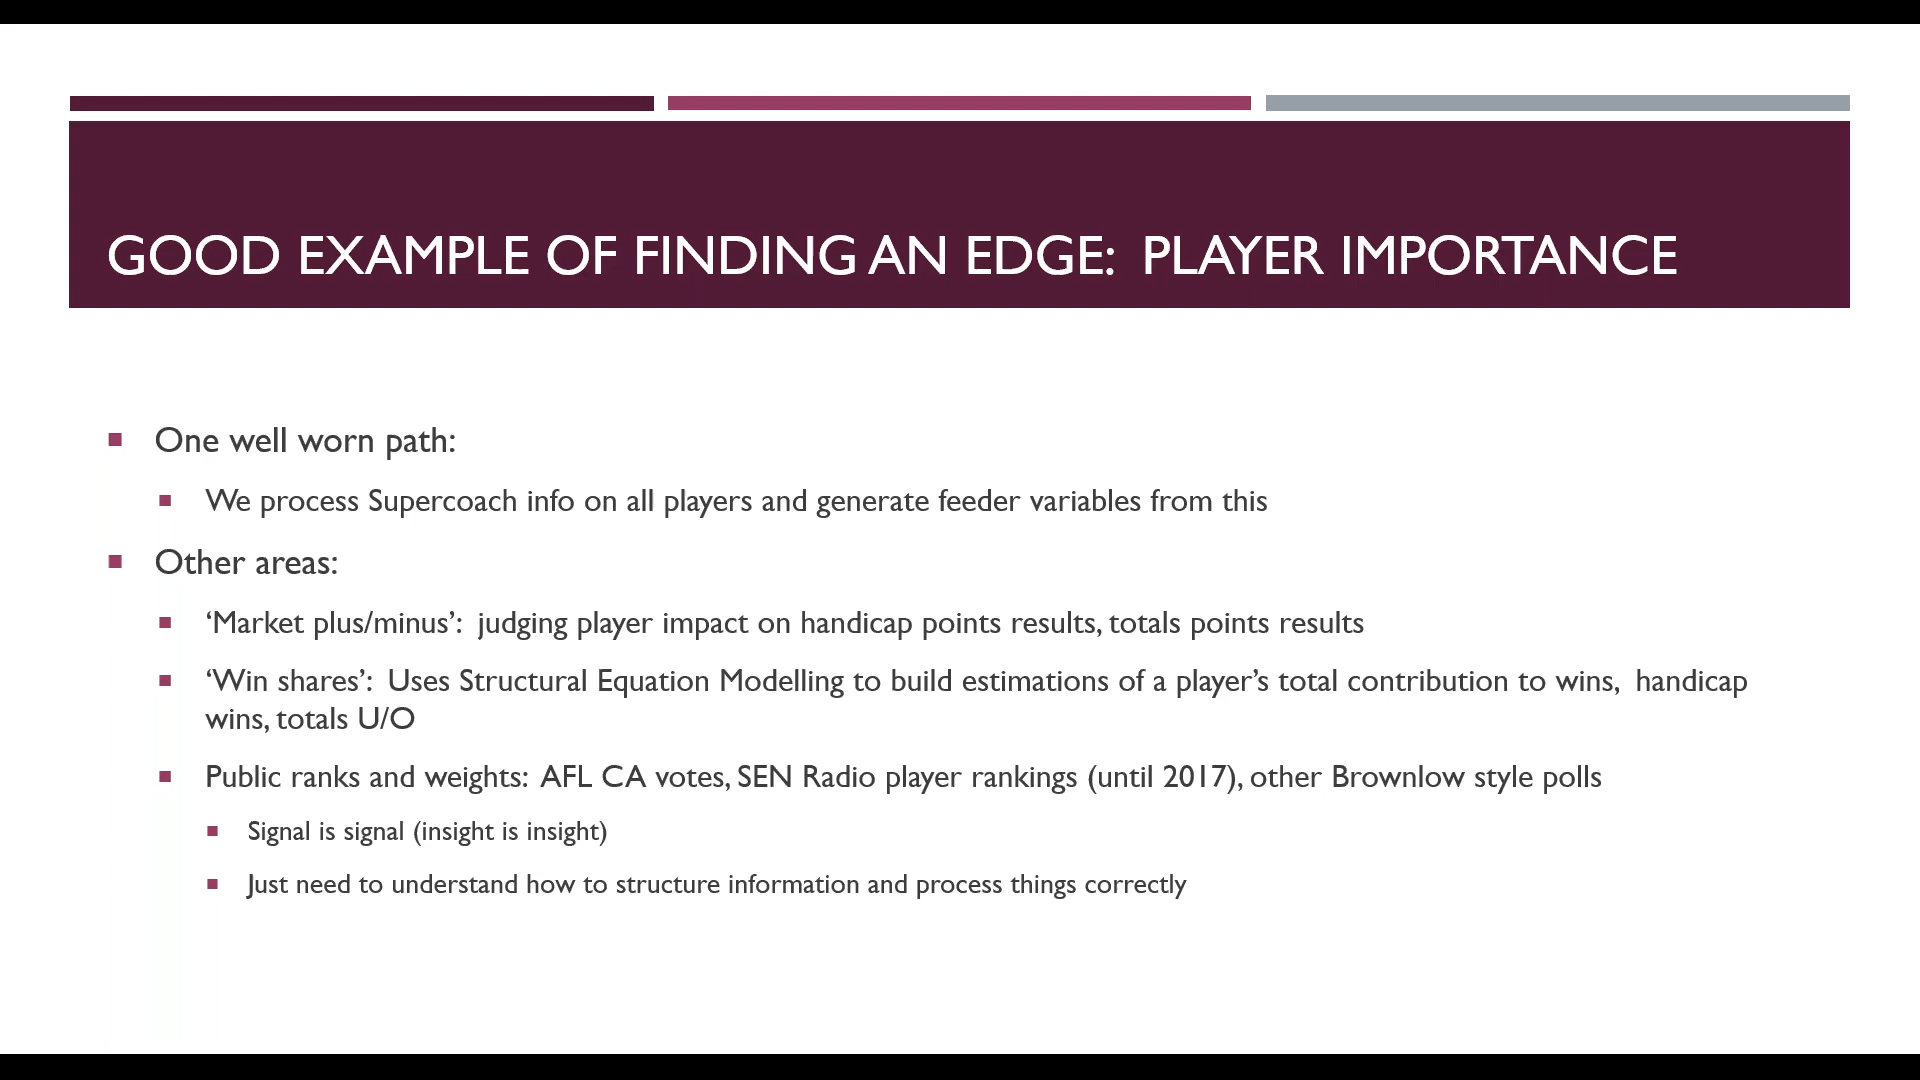 GOOD EXAMPLE OF FINDING AN EDGE: PLAYER IMPORTANCE
One well worn path:
We process Supercoach info on all players and generate feeder variables from this
Other areas:
‘Market plus/minus’: judging player impact on handicap points results, totals points results
‘Win shares’: Uses Structural Equation Modelling to build estimations of a player’s total contribution to wins, handicap
wins, totals U/O
Public ranks and weights: AFL CA votes, SEN Radio player rankings (until 2017), other Brownlow style polls
Signal is signal (insight is insight)
Just need to understand how to structure information and process things correctly